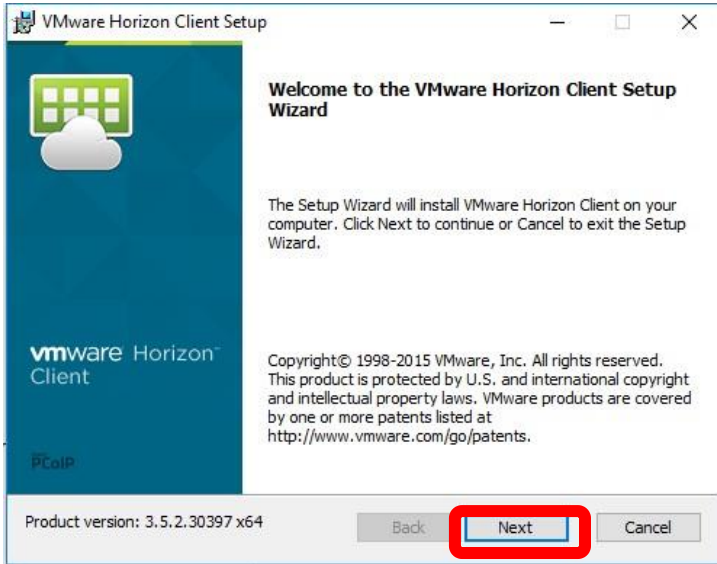 VMware Horizon Client Setup
Welcome to the VMware Horizon Client Setup
Wizard
The Setup Wizard will install VMware Horizon Client on your
computer. Click Next to continue or Cancel to exit the Setup
Wizard.
vmware Horizon™
Client
Copyright© 1998-2015 VMware, Inc. All rights reserved.
This product is protected by U.S. and international copyright
and intellectual property laws. VMware products are covered
by one or more patents listed at
http://www.vmware.com/go/patents.
PCoIP
Product version: 3.5.2.30397 x64
Back
Next
Cancel